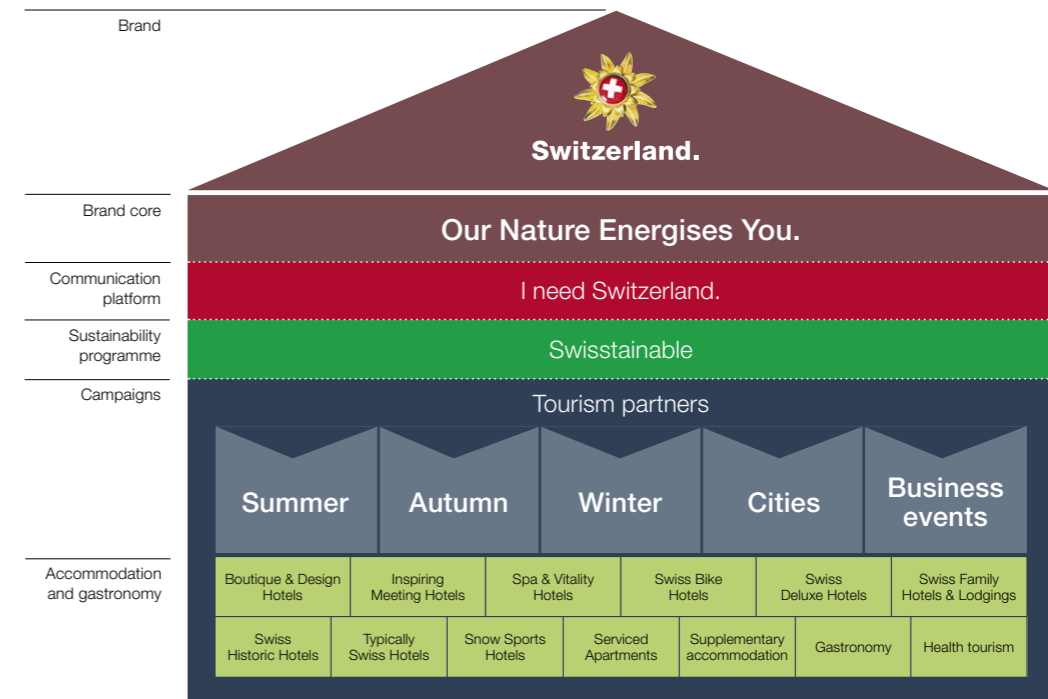 Brand
Switzerland.
Brand core
Our Nature Energises You.
Communication
platform
I need Switzerland.
Sustainability
programme
Swisstainable
Campaigns
Tourism partners
Summer
Autumn
Winter
Cities
Business
events
Accommodation
and gastronomy
Boutique & Design
Hotels
Inspiring
Meeting Hotels
Spa & Vitality
Hotels
Swiss Bike
Hotels
Swiss
Deluxe Hotels
Swiss Family
Hotels & Lodgings
Swiss
Historic Hotels
Typically
Swiss Hotels
Snow Sports
Hotels
Serviced
Apartments
Supplementary
accommodation
Gastronomy
Health tourism